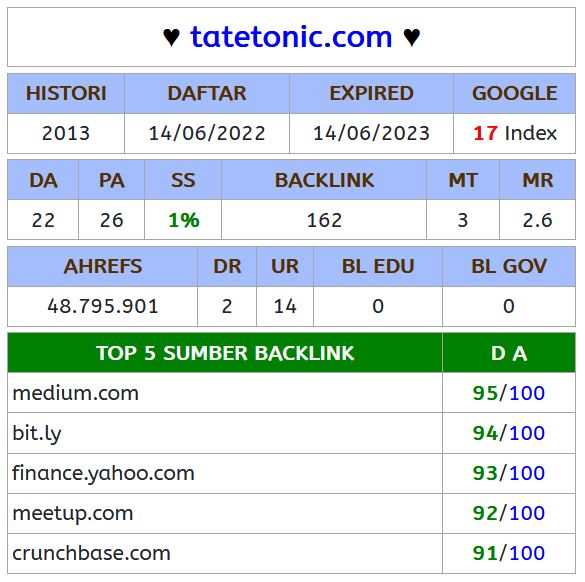 ♥ tatetonic.com ♥
HISTORI DAFTAR EXPIRED GOOGLE
2013 14/06/2022 14/06/2023 17 Index
DA PA SS BACKLINK MT MR
22 26 1% 162 3 2.6
AHREFS DR UR BL EDU BL GOV
48.795.901 2 14 0 0
TOP 5 SUMBER BACKLINK D A
medium.com 95/100
bit.ly 94/100
finance.yahoo.com 93/100
meetup.com 92/100
crunchbase.com 91/100